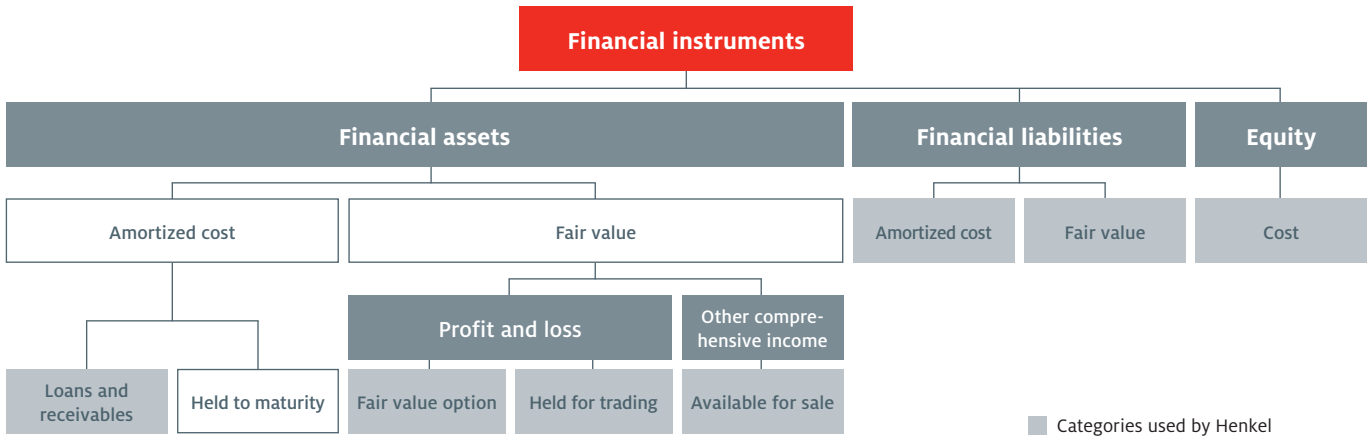 Financial instruments
Financial assets
Financial liabilities
Equity
Amortized cost
Fair value
Amortized cost
Fair value
Cost
Profit and loss
Other compre-
hensive income
Loans and
receivables
Held to maturity
Fair value option
Held for trading
Available for sale
Categories used by Henkel